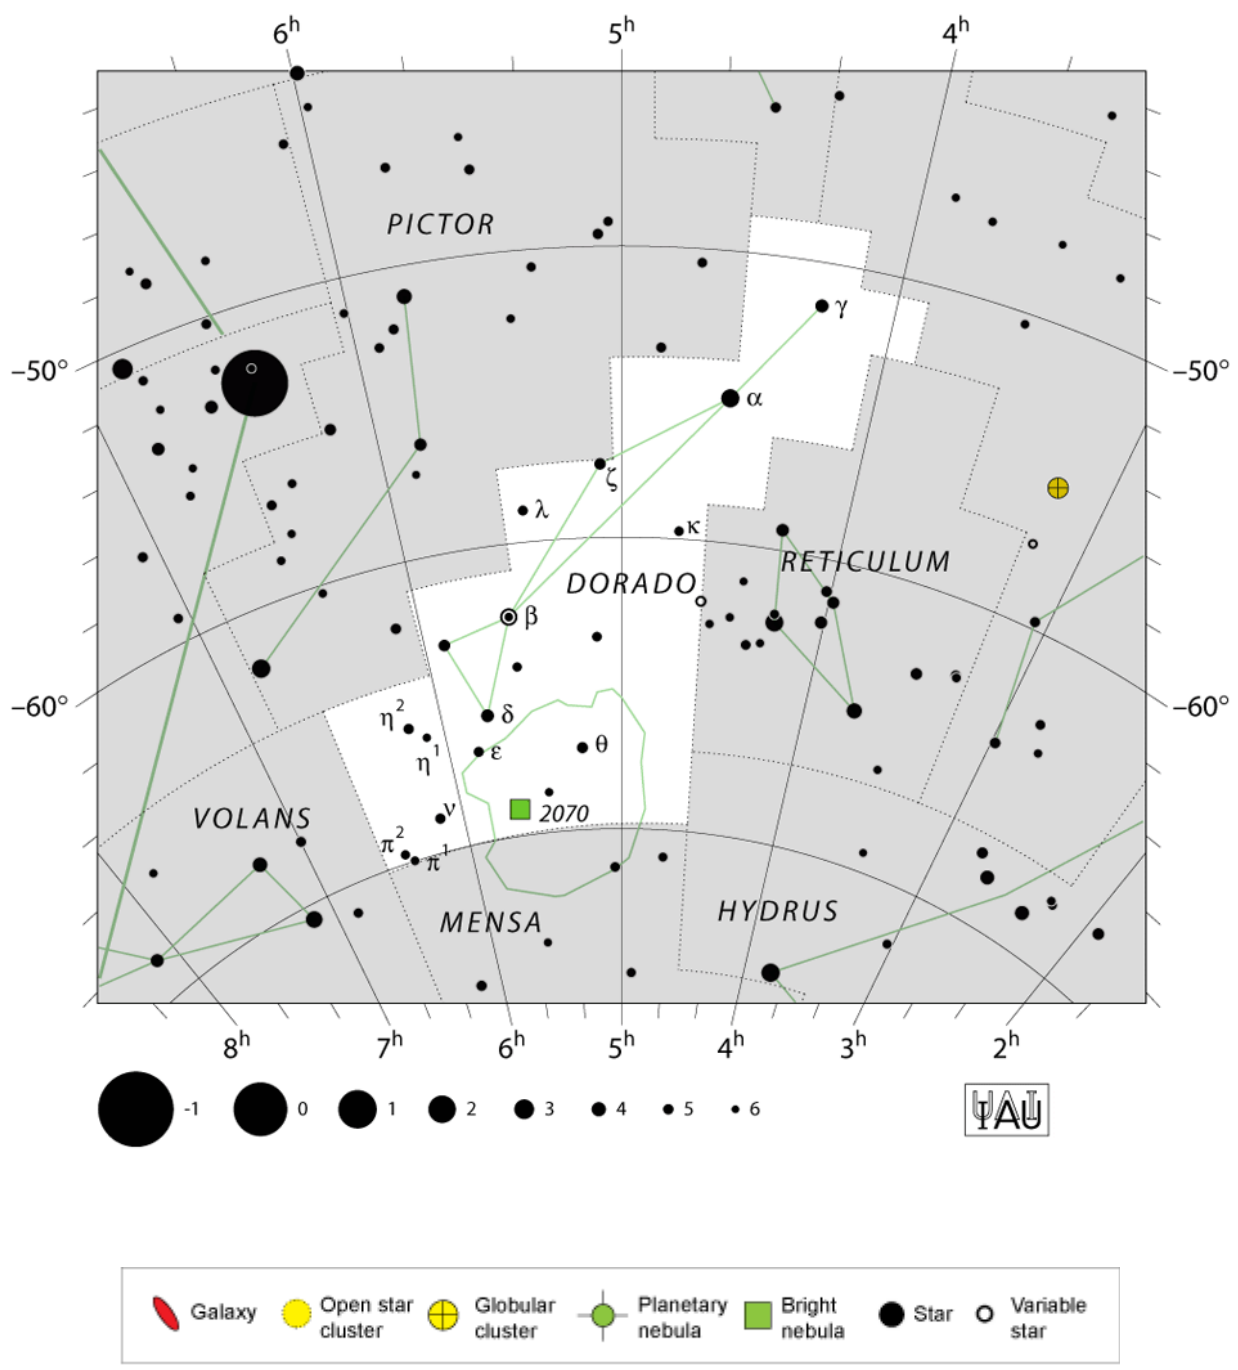 6h 5h 4h
PICTOR
γ
−50° −50°
α
ζ
λ
κ
RETICULUM
DORADO
β
−60° −60°
η2
δ
η1
ε
θ
VOLANS
ν
2070
π2
π1
MENSA
HYDRUS
8h 7h 6h 5h 4h 3h 2h
-1 0 1 2 3 4 5 6
IAU
Galaxy
Open star
cluster
Globular
cluster
Planetary
nebula
Bright
nebula
Star
Variable
star